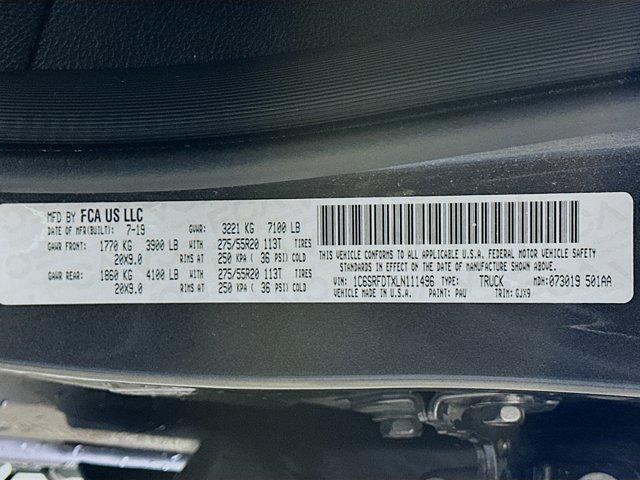 MFD BY FCA US LLC
DATE OF MFR(BUILT): 7-19 GVWR: 3221 KG 7100 LB
GAWR FRONT: 1770 KG 3900 LB WITH 275/55R20 113T TIRES
20X9.0 RIMS AT 250 KPA ( 36 PSI) COLD
GAWR REAR: 1860 KG 4100 LB WITH 275/55R20 113T TIRES
20X9.0 RIMS AT 250 KPA ( 36 PSI) COLD
THIS VEHICLE CONFORMS TO ALL APPLICABLE U.S.A. FEDERAL MOTOR VEHICLE SAFETY
STANDARDS IN EFFECT ON THE DATE OF MANUFACTURE SHOWN ABOVE.
VIN: 1C6SRFDTXLN111496 TYPE: TRUCK MDH: 073019 501AA
VEHICLE MADE IN U.S.A. PAINT: PAU TRIM: GJX9